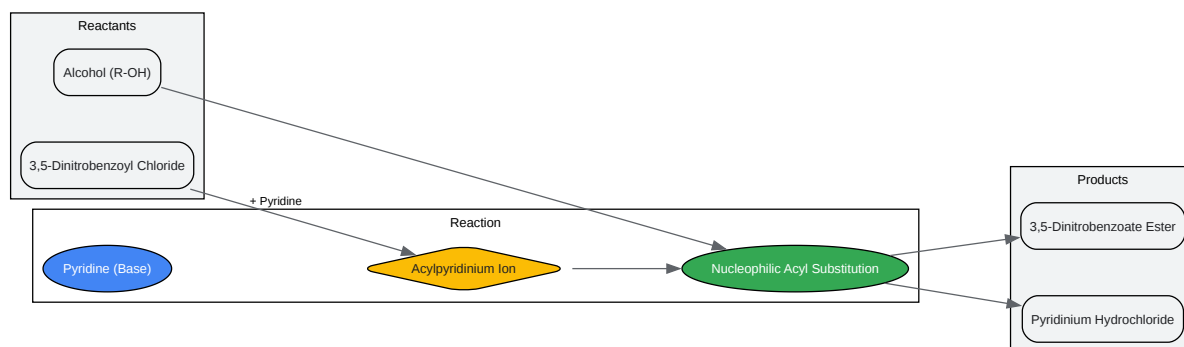 Reactants
Alcohol (R-OH)
3,5-Dinitrobenzoyl Chloride
+ Pyridine
Reaction
Pyridine (Base)
Acylpyridinium Ion
Nucleophilic Acyl Substitution
Products
3,5-Dinitrobenzoate Ester
Pyridinium Hydrochloride